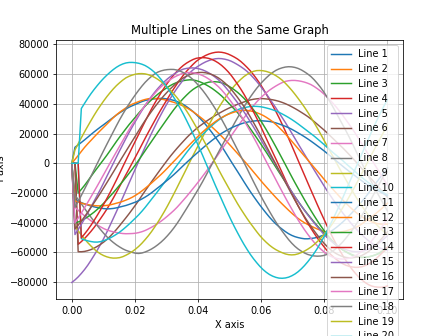 Multiple Lines on the Same Graph
80000
60000
40000
20000
0
−20000
−40000
−60000
−80000
0.00
0.02
0.04
0.06
X axis
Line 1
Line 2
Line 3
Line 4
Line 5
Line 6
Line 7
Line 8
Line 9
Line 10
Line 11
Line 12
Line 13
Line 14
Line 15
Line 16
Line 17
Line 18
Line 19
Line 20